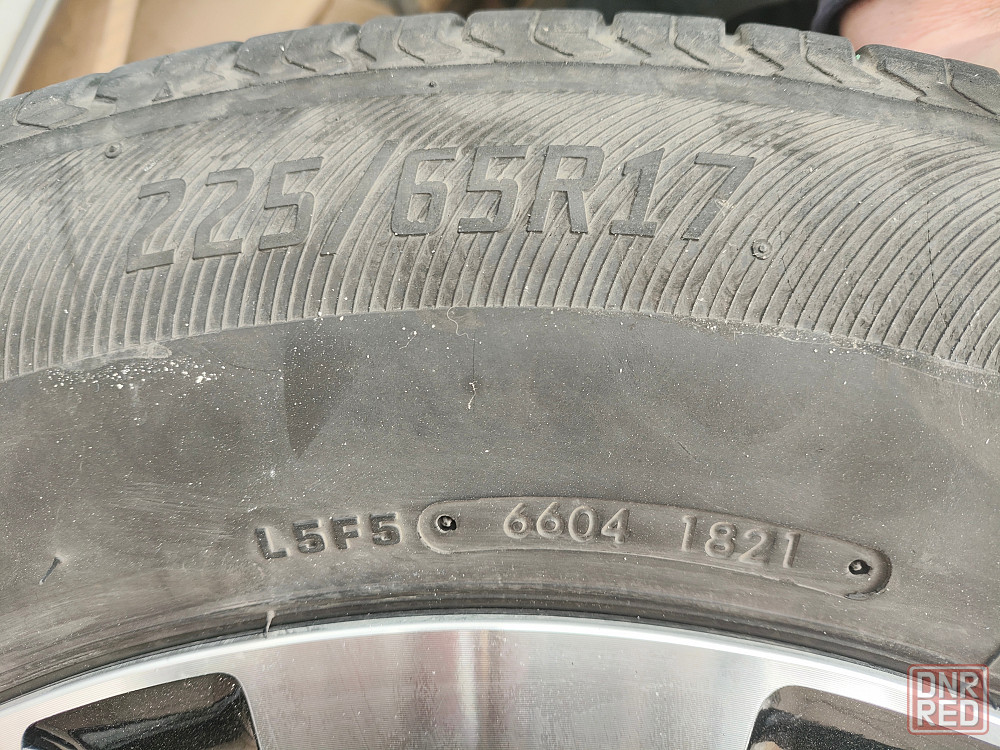 225/65R17
L5F5 6604 1821
DNR
RED